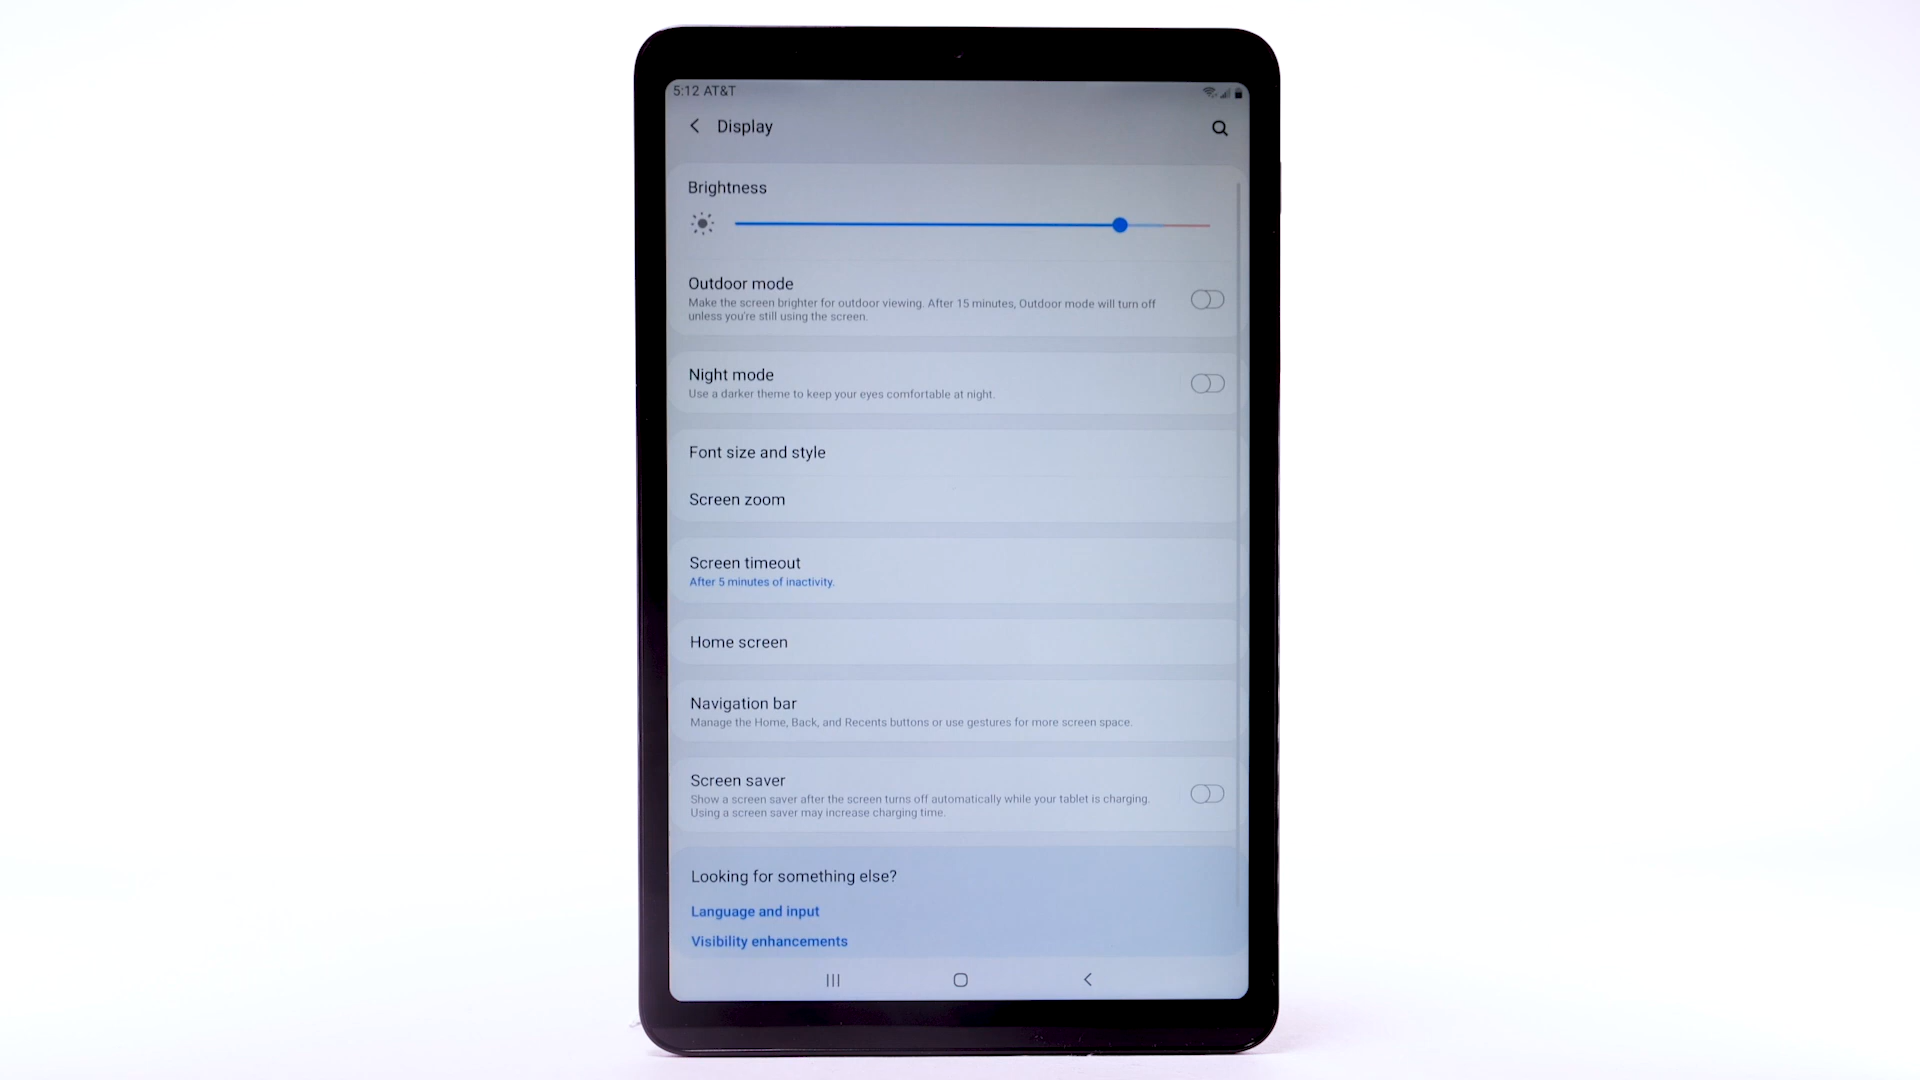 5:12 AT&T
Display
Brightness
Outdoor mode
Make the screen brighter for outdoor viewing. After 15 minutes, Outdoor mode will turn off
unless you're still using the screen.
Night mode
Use a darker theme to keep your eyes comfortable at night.
Font size and style
Screen zoom
Screen timeout
After 5 minutes of inactivity.
Home screen
Navigation bar
Manage the Home, Back, and Recents buttons or use gestures for more screen space.
Screen saver
Show a screen saver after the screen turns off automatically while your tablet is charging.
Using a screen saver may increase charging time.
Looking for something else?
Language and input
Visibility enhancements